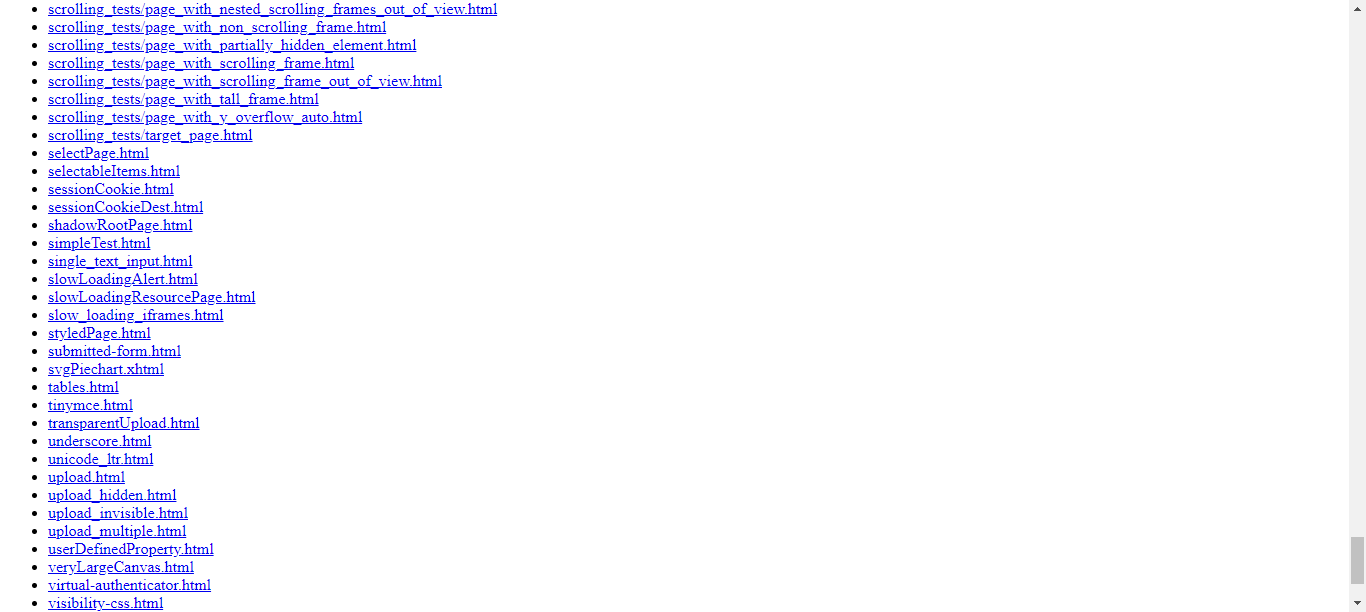 scrolling_tests/page_with_nested_scrolling_frames_out_of_view.html
scrolling_tests/page_with_non_scrolling_frame.html
scrolling_tests/page_with_partially_hidden_element.html
scrolling_tests/page_with_scrolling_frame.html
scrolling_tests/page_with_scrolling_frame_out_of_view.html
scrolling_tests/page_with_tall_frame.html
scrolling_tests/page_with_y_overflow_auto.html
scrolling_tests/target_page.html
selectPage.html
selectableItems.html
sessionCookie.html
sessionCookieDest.html
shadowRootPage.html
simpleTest.html
single_text_input.html
slowLoadingAlert.html
slowLoadingResourcePage.html
slow_loading_iframes.html
styledPage.html
submitted-form.html
svgPiechart.xhtml
tables.html
tinymce.html
transparentUpload.html
underscore.html
unicode_ltr.html
upload.html
upload_hidden.html
upload_invisible.html
upload_multiple.html
userDefinedProperty.html
veryLargeCanvas.html
virtual-authenticator.html
visibility-css.html